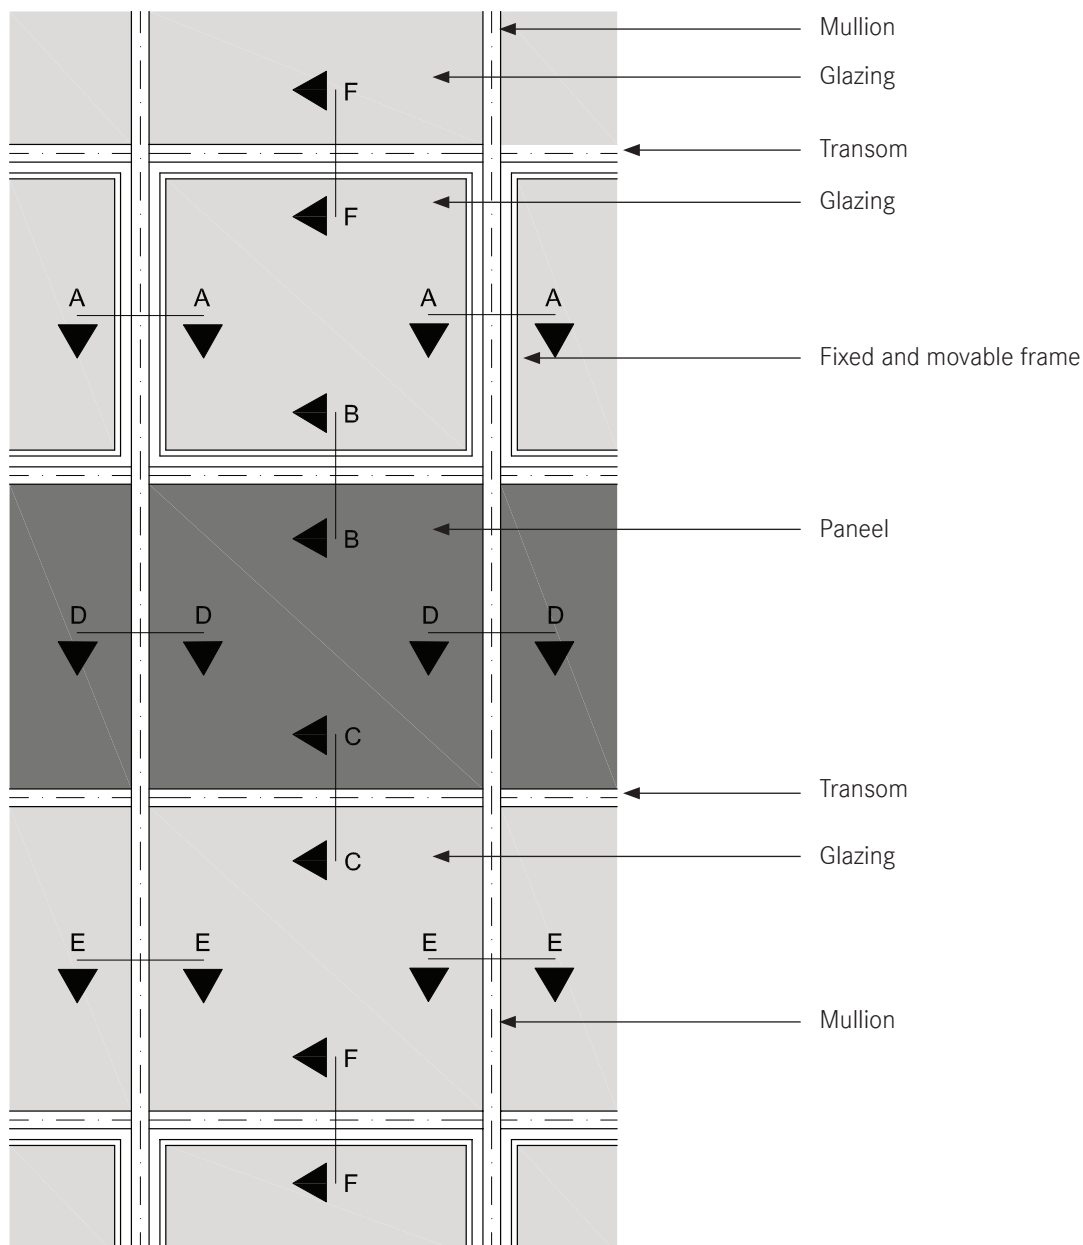 Mullion
Glazing
F
Transom
Glazing
F
A A A A
Fixed and movable frame
B
Paneel
B
D D D D
C
Transom
Glazing
C
E E E E
Mullion
F
F